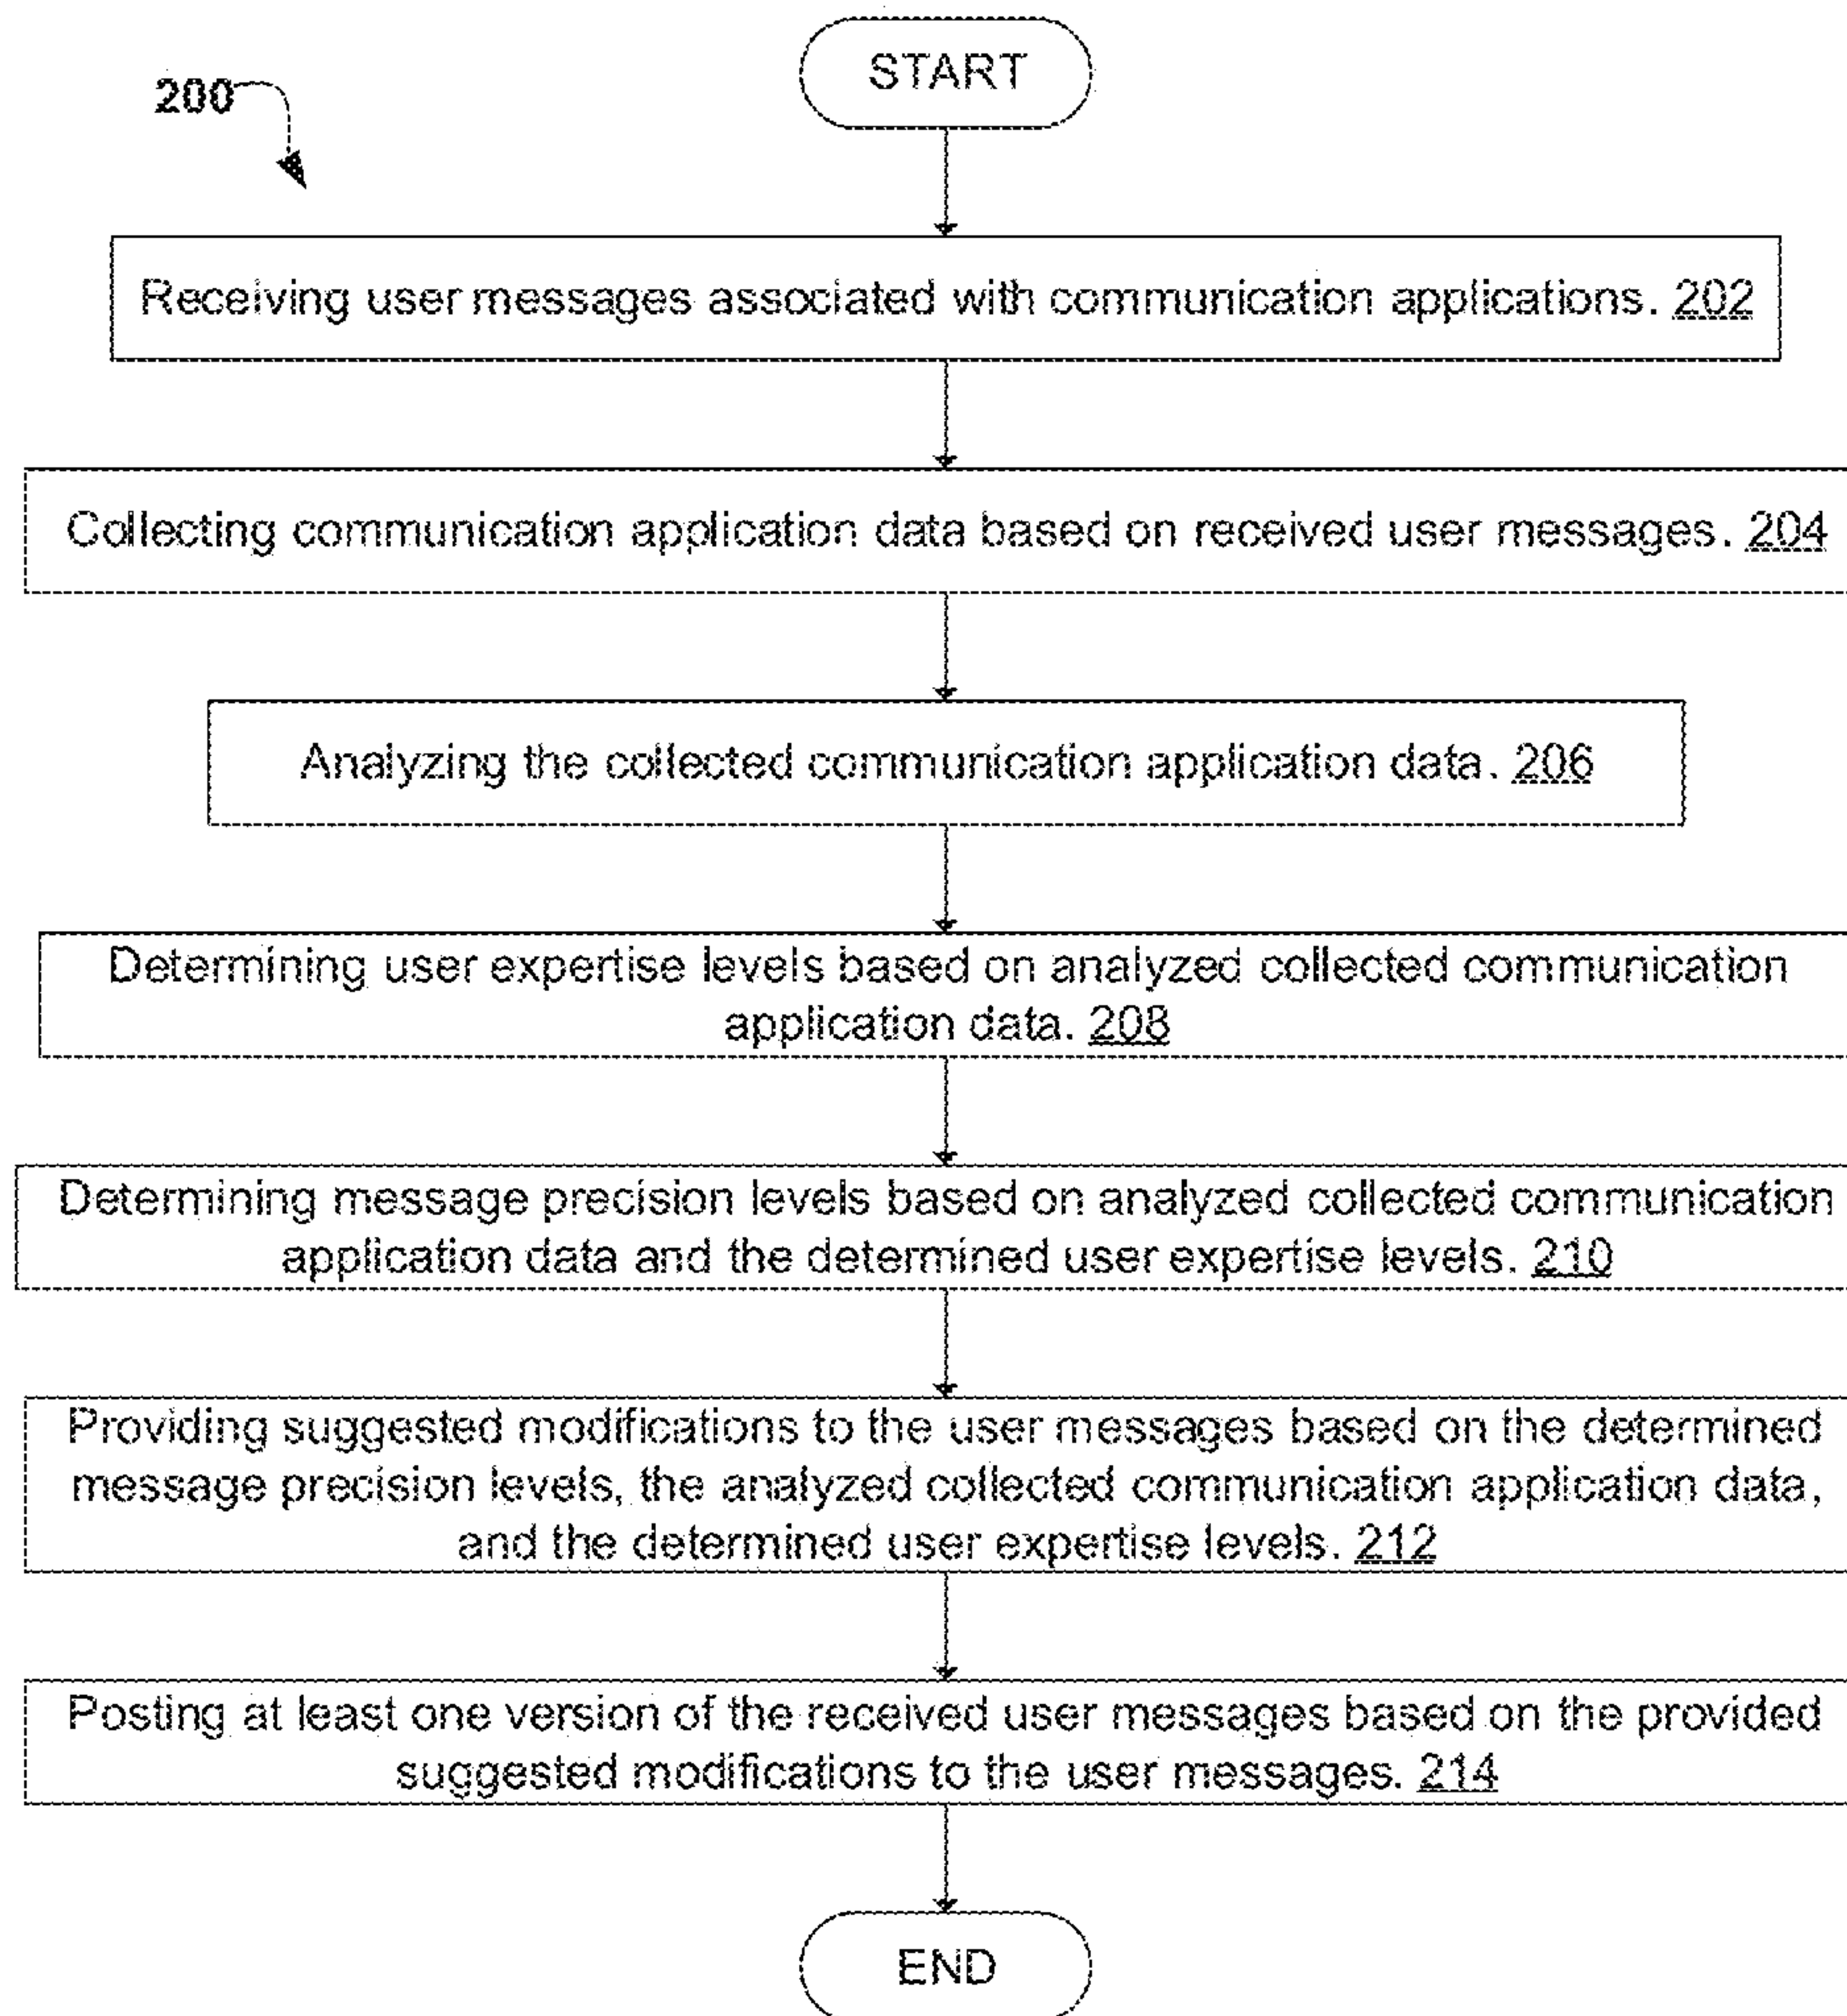 START
200
Receiving user messages associated with communication applications. 202
Collecting communication application data based on received user messages. 204
Analyzing the collected communication application data. 206
Determining user expertise levels based on analyzed collected communication
application data. 208
Determining message precision levels based on analyzed collected communication
application data and the determined user expertise levels. 210
Providing suggested modifications to the user messages based on the determined
message precision levels, the analyzed collected communication application data,
and the determined user expertise levels. 212
Posting at least one version of the received user messages based on the provided
suggested modifications to the user messages. 214
END